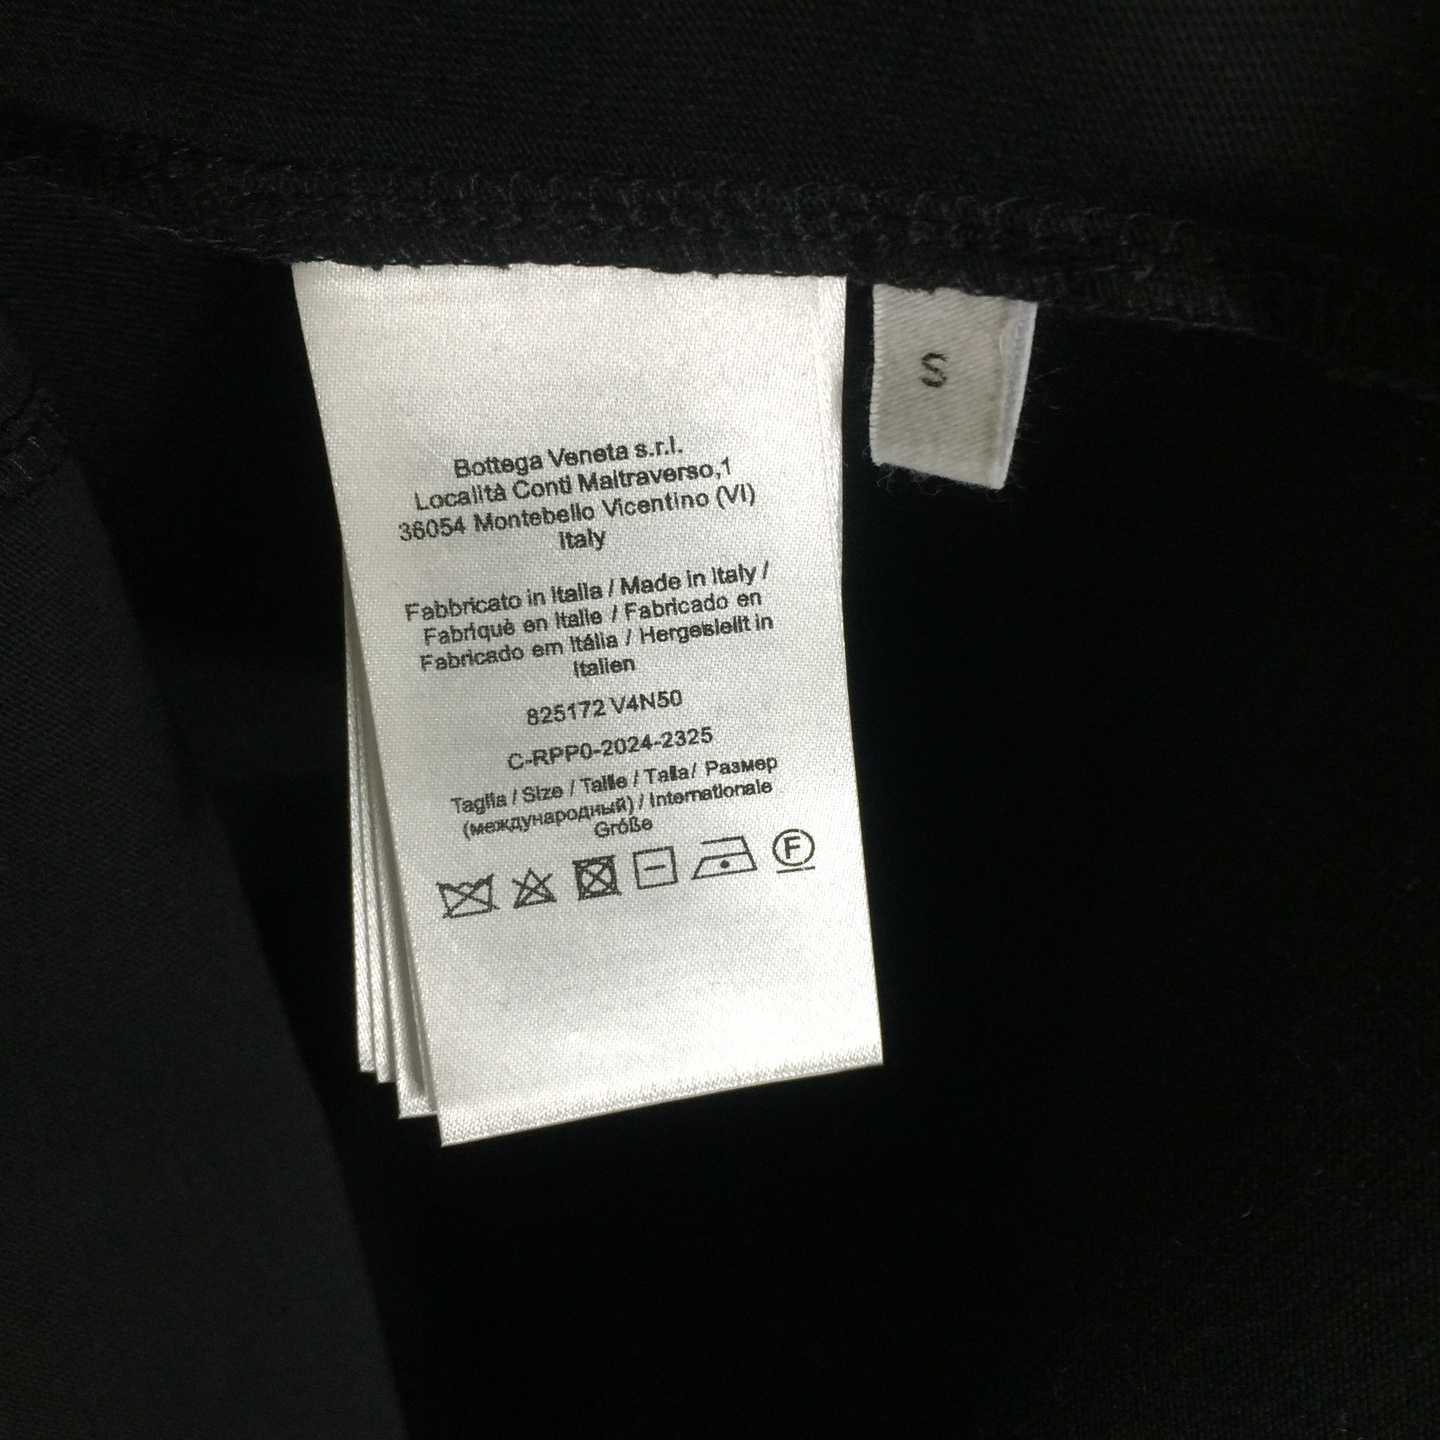 Bottega Veneta s.r.l.
Località Conti Maltraverso,1
36054 Montebello Vicentino (VI)
Italy
Fabbricato in Italia / Made in Italy /
Fabriqué en Italie / Fabricado en
Fabricado em Itália / Hergestellt in
Italien
825172 V4N50
C-RPP0-2024-2325
Taglia / Size / Taille / Talla/ Размер
(международный) / Internationale
Größe
F
S